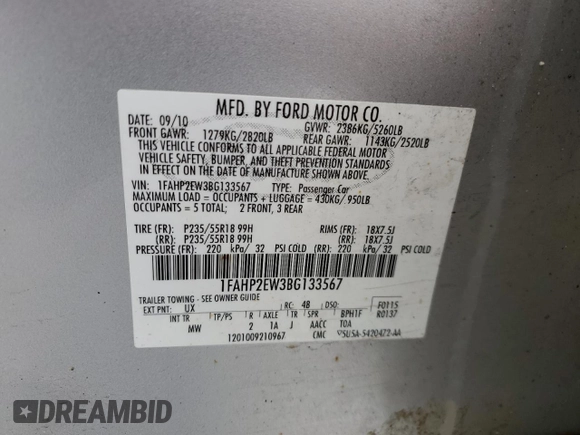 MFD. BY FORD MOTOR CO.
DATE: 09/10 GVWR: 2386KG/5260LB
FRONT GAWR: 1279KG/2820LB REAR GAWR: 1143KG/2520LB
THIS VEHICLE CONFORMS TO ALL APPLICABLE FEDERAL MOTOR
VEHICLE SAFETY, BUMPER, AND THEFT PREVENTION STANDARDS
IN EFFECT ON THE DATE OF MANUFACTURE SHOWN ABOVE.
VIN: 1FAHP2EW3BG133567 TYPE: Passenger Car
MAXIMUM LOAD = OCCUPANTS + LUGGAGE = 430KG/ 950LB
OCCUPANTS = 5 TOTAL; 2 FRONT, 3 REAR
TIRE (FR): P235/55R18 99H RIMS (FR): 18X7.5J
(RR): P235/55R18 99H (RR): 18X7.5J
PRESSURE (FR): 220 kPa/ 32 PSI COLD (RR): 220 kPa/ 32 PSI COLD
1FAHP2EW3BG133567
TRAILER TOWING - SEE OWNER GUIDE
EXT PNT: UX RC: 48 DSO: F0115
INT TR TP/PS R AXLE TR SPR BPH1F R0137
MW 2 1A J AACC TOA
1201009210967 CMC 5U5A-5420472-AA
DREAMBID